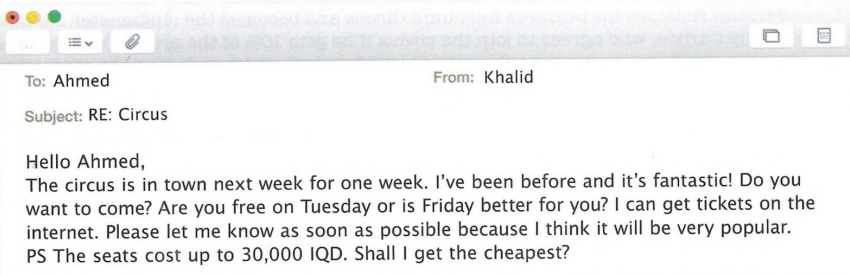 To: Ahmed From: Khalid
Subject: RE: Circus
Hello Ahmed,
The circus is in town next week for one week. I've been before and it's fantastic! Do you
want to come? Are you free on Tuesday or is Friday better for you? I can get tickets on the
internet. Please let me know as soon as possible because I think it will be very popular.
PS The seats cost up to 30,000 IQD. Shall I get the cheapest?